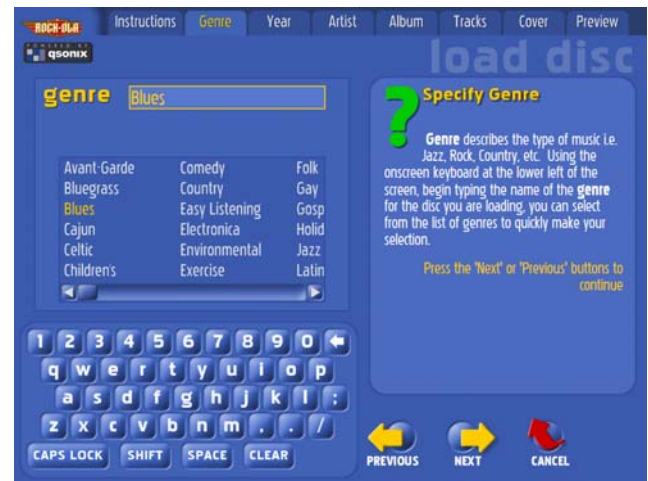 ROCK-OLA
Instructions Genre Year Artist Album Tracks Cover Preview
POWERED BY
qsonix
load disc
genre Blues
Avant-Garde Comedy Folk
Bluegrass Country Gay
Blues Easy Listening Gosp
Cajun Electronica Holid
Celtic Environmental Jazz
Children's Exercise Latin
1 2 3 4 5 6 7 8 9 0
q w e r t y u i o p
a s d f g h j k l ;
z x c v b n m , . /
CAPS LOCK SHIFT SPACE CLEAR
? Specify Genre
Genre describes the type of music i.e.
Jazz, Rock, Country, etc. Using the
onscreen keyboard at the lower left of the
screen, begin typing the name of the genre
for the disc you are loading, you can select
from the list of genres to quickly make your
selection.
Press the 'Next' or 'Previous' buttons to
continue
PREVIOUS NEXT CANCEL